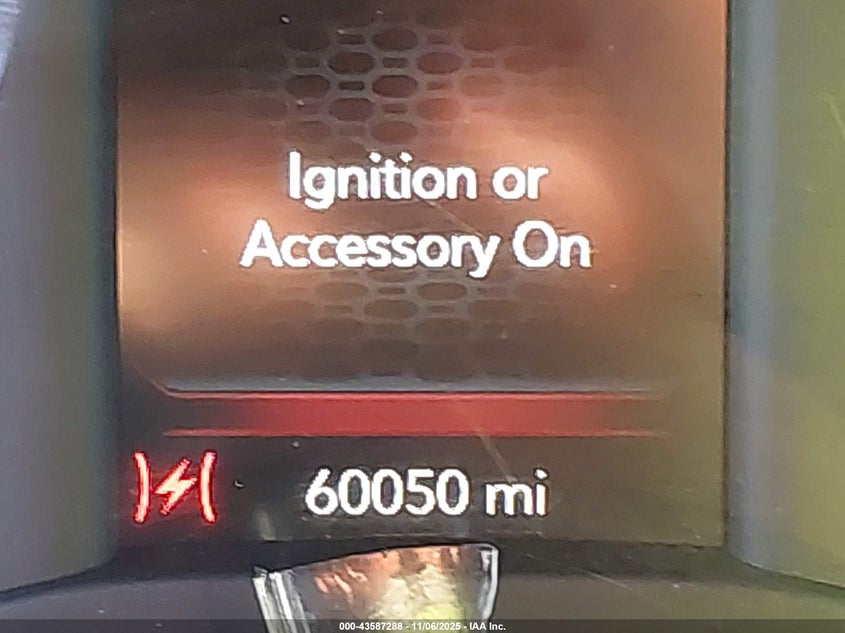 Ignition or
Accessory On
60050 mi
000-43587288 - 11/06/2025 - IAA Inc.